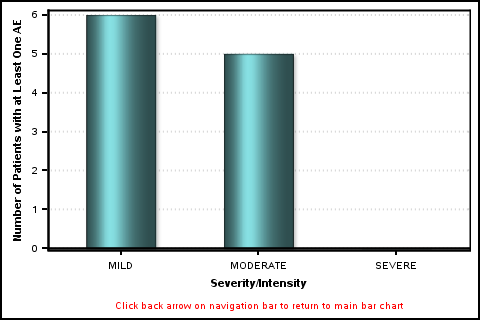 Number of Patients with at Least One AE
6
5
4
3
2
1
0
MILD MODERATE SEVERE
Severity/Intensity
Click back arrow on navigation bar to return to main bar chart